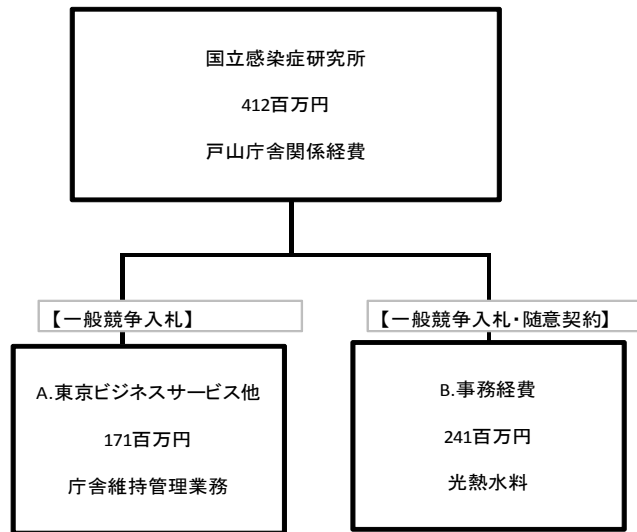 国立感染症研究所
412百万円
戸山庁舎関係経費
【一般競争入札】
【一般競争入札・随意契約】
A.東京ビジネスサービス他
171百万円
庁舎維持管理業務
B.事務経費
241百万円
光熱水料